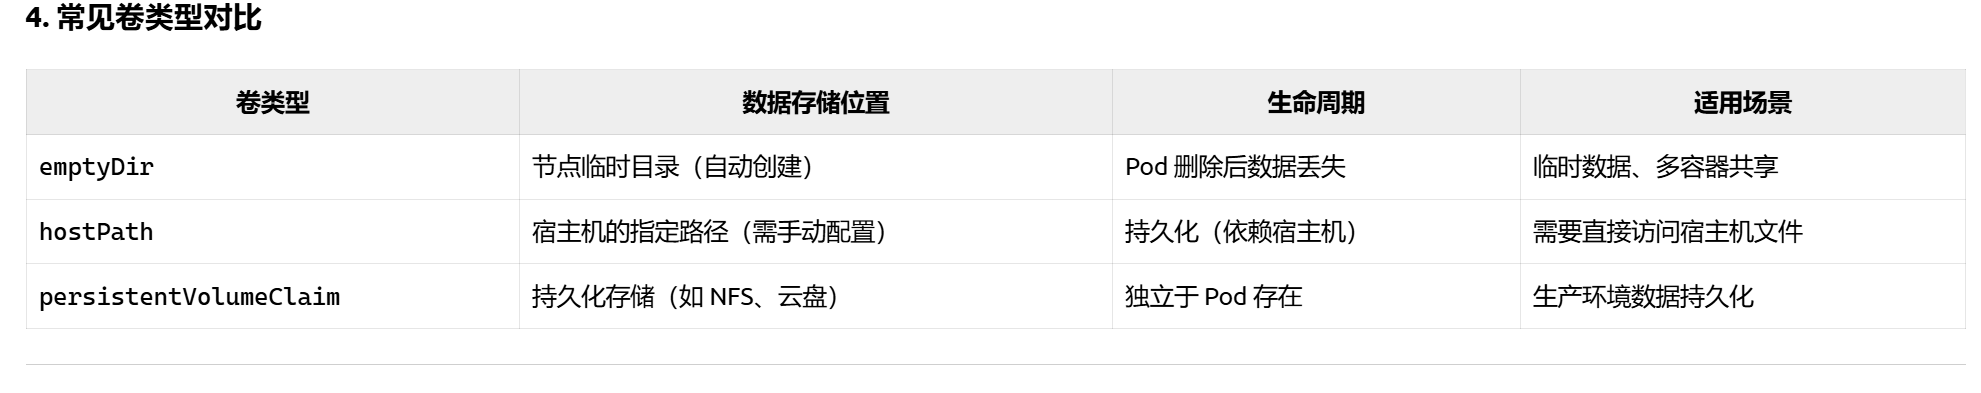 4. 常见卷类型对比
卷类型 数据存储位置 生命周期 适用场景
emptyDir 节点临时目录（自动创建） Pod 删除后数据丢失 临时数据、多容器共享
hostPath 宿主机的指定路径（需手动配置） 持久化（依赖宿主机） 需要直接访问宿主机文件
persistentVolumeClaim 持久化存储（如 NFS、云盘） 独立于 Pod 存在 生产环境数据持久化